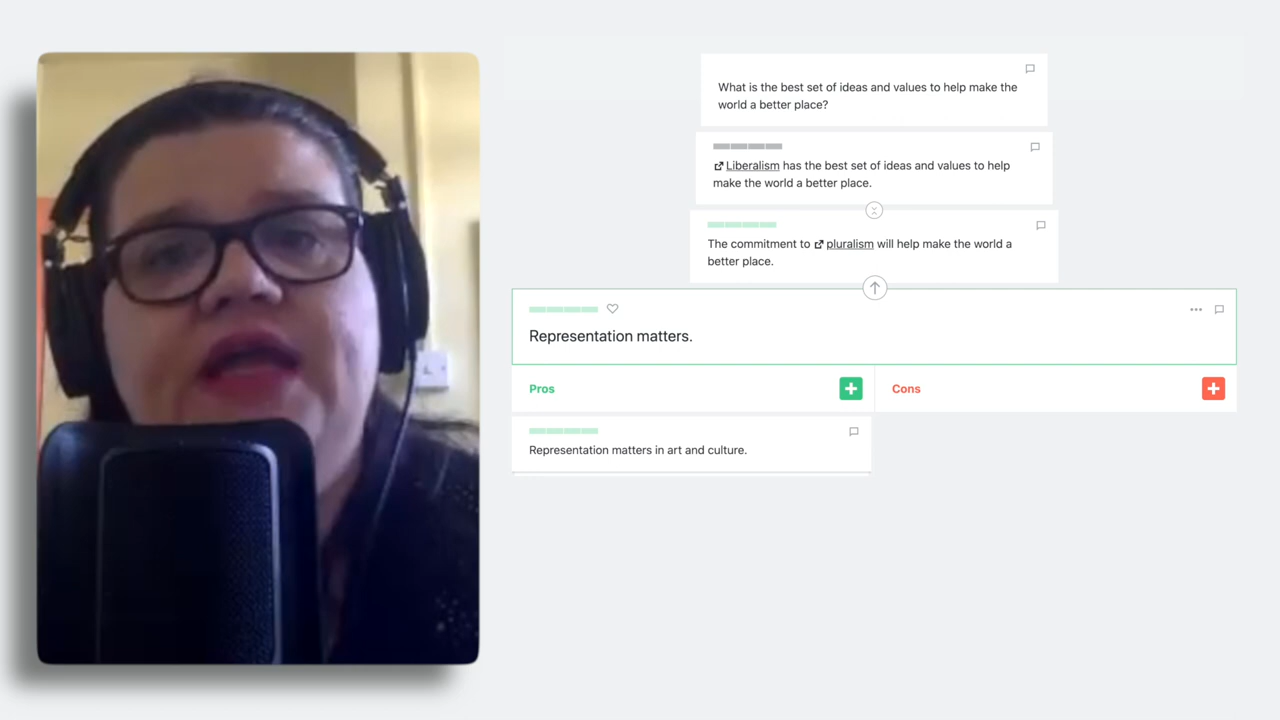 What is the best set of ideas and values to help make the
world a better place?
Liberalism has the best set of ideas and values to help
make the world a better place.
The commitment to pluralism will help make the world a
better place.
Representation matters.
Pros
Cons
Representation matters in art and culture.